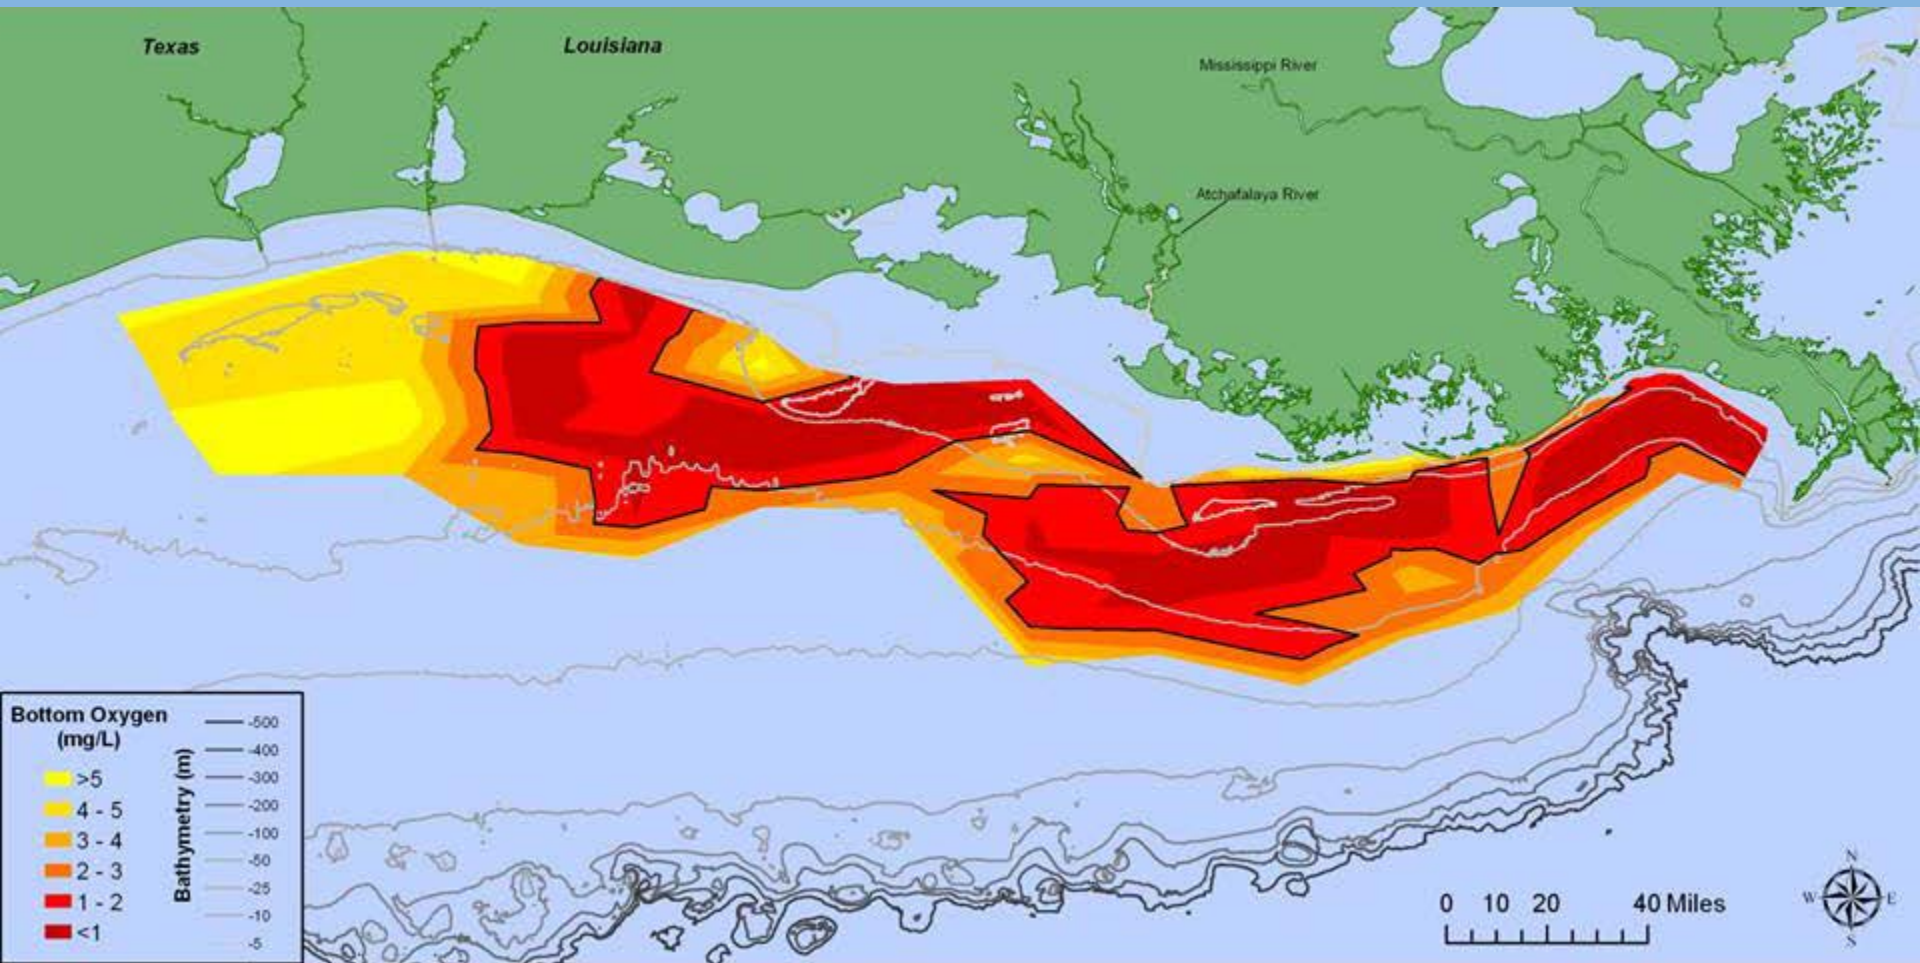 Texas
Louisiana
Mississippi River
Atchafalaya River
Bottom Oxygen
(mg/L)
>5
4 - 5
3 - 4
2 - 3
1 - 2
<1
Bathymetry (m)
-500
-400
-300
-200
-100
-50
-25
-10
-5
0 10 20 40 Miles
N
W E
S